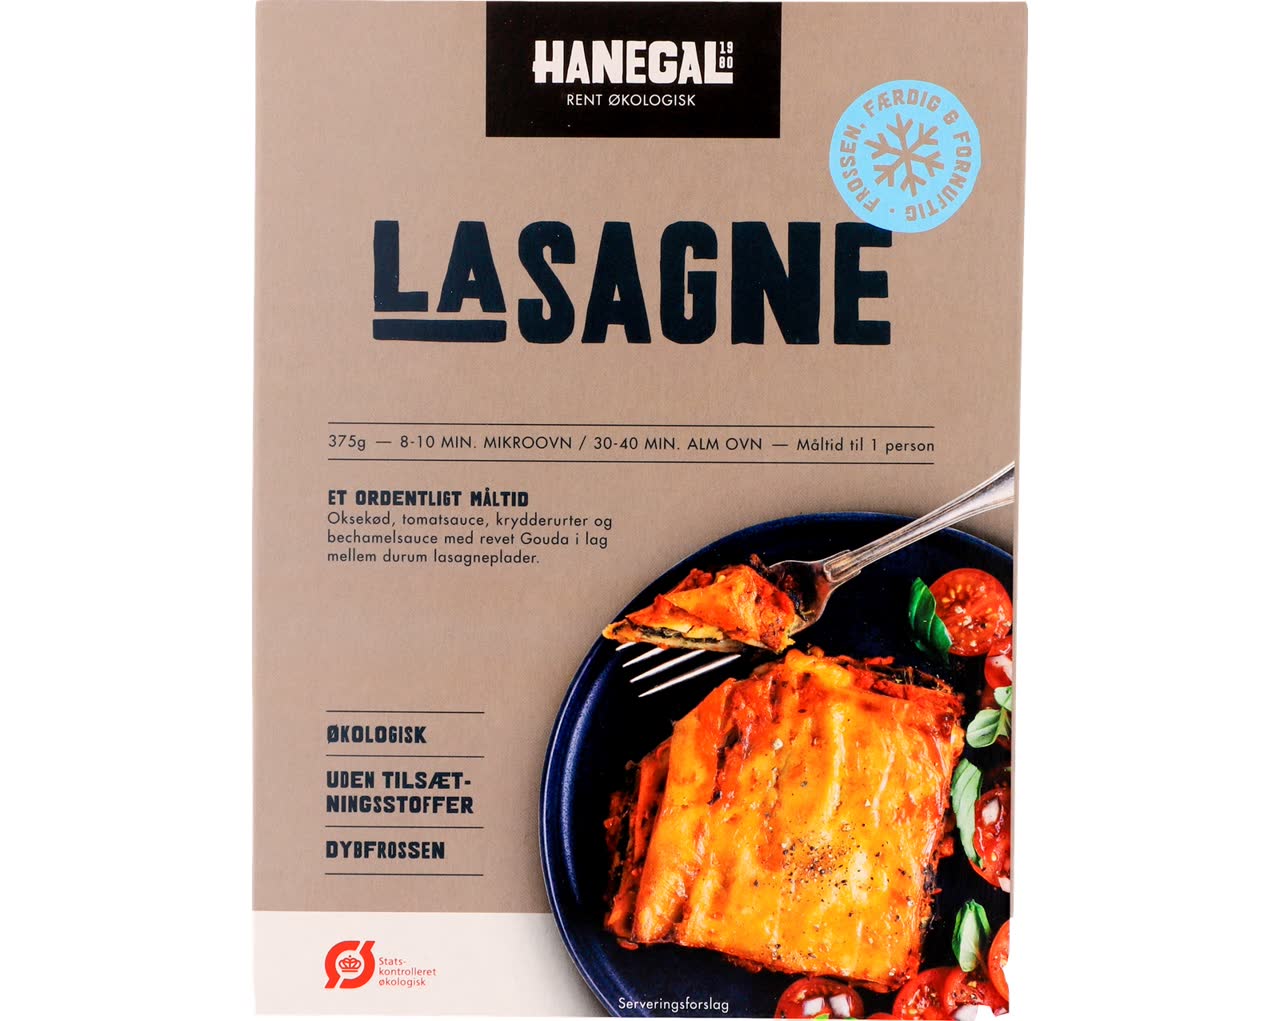 HANEGAL 1980
RENT ØKOLOGISK
FROSSEN, FÆRDIG & FORNUFTIG •
LASAGNE
375g — 8-10 MIN. MIKROOVN / 30-40 MIN. ALM OVN — Måltid til 1 person
ET ORDENTLIGT MÅLTID
Oksekød, tomatsauce, krydderurter og
bechamelsauce med revet Gouda i lag
mellem durum lasagneplader.
ØKOLOGISK
UDEN TILSÆT-
NINGSSTOFFER
DYBFROSSEN
Ø
Stats-
kontrolleret
økologisk
Serveringsforslag